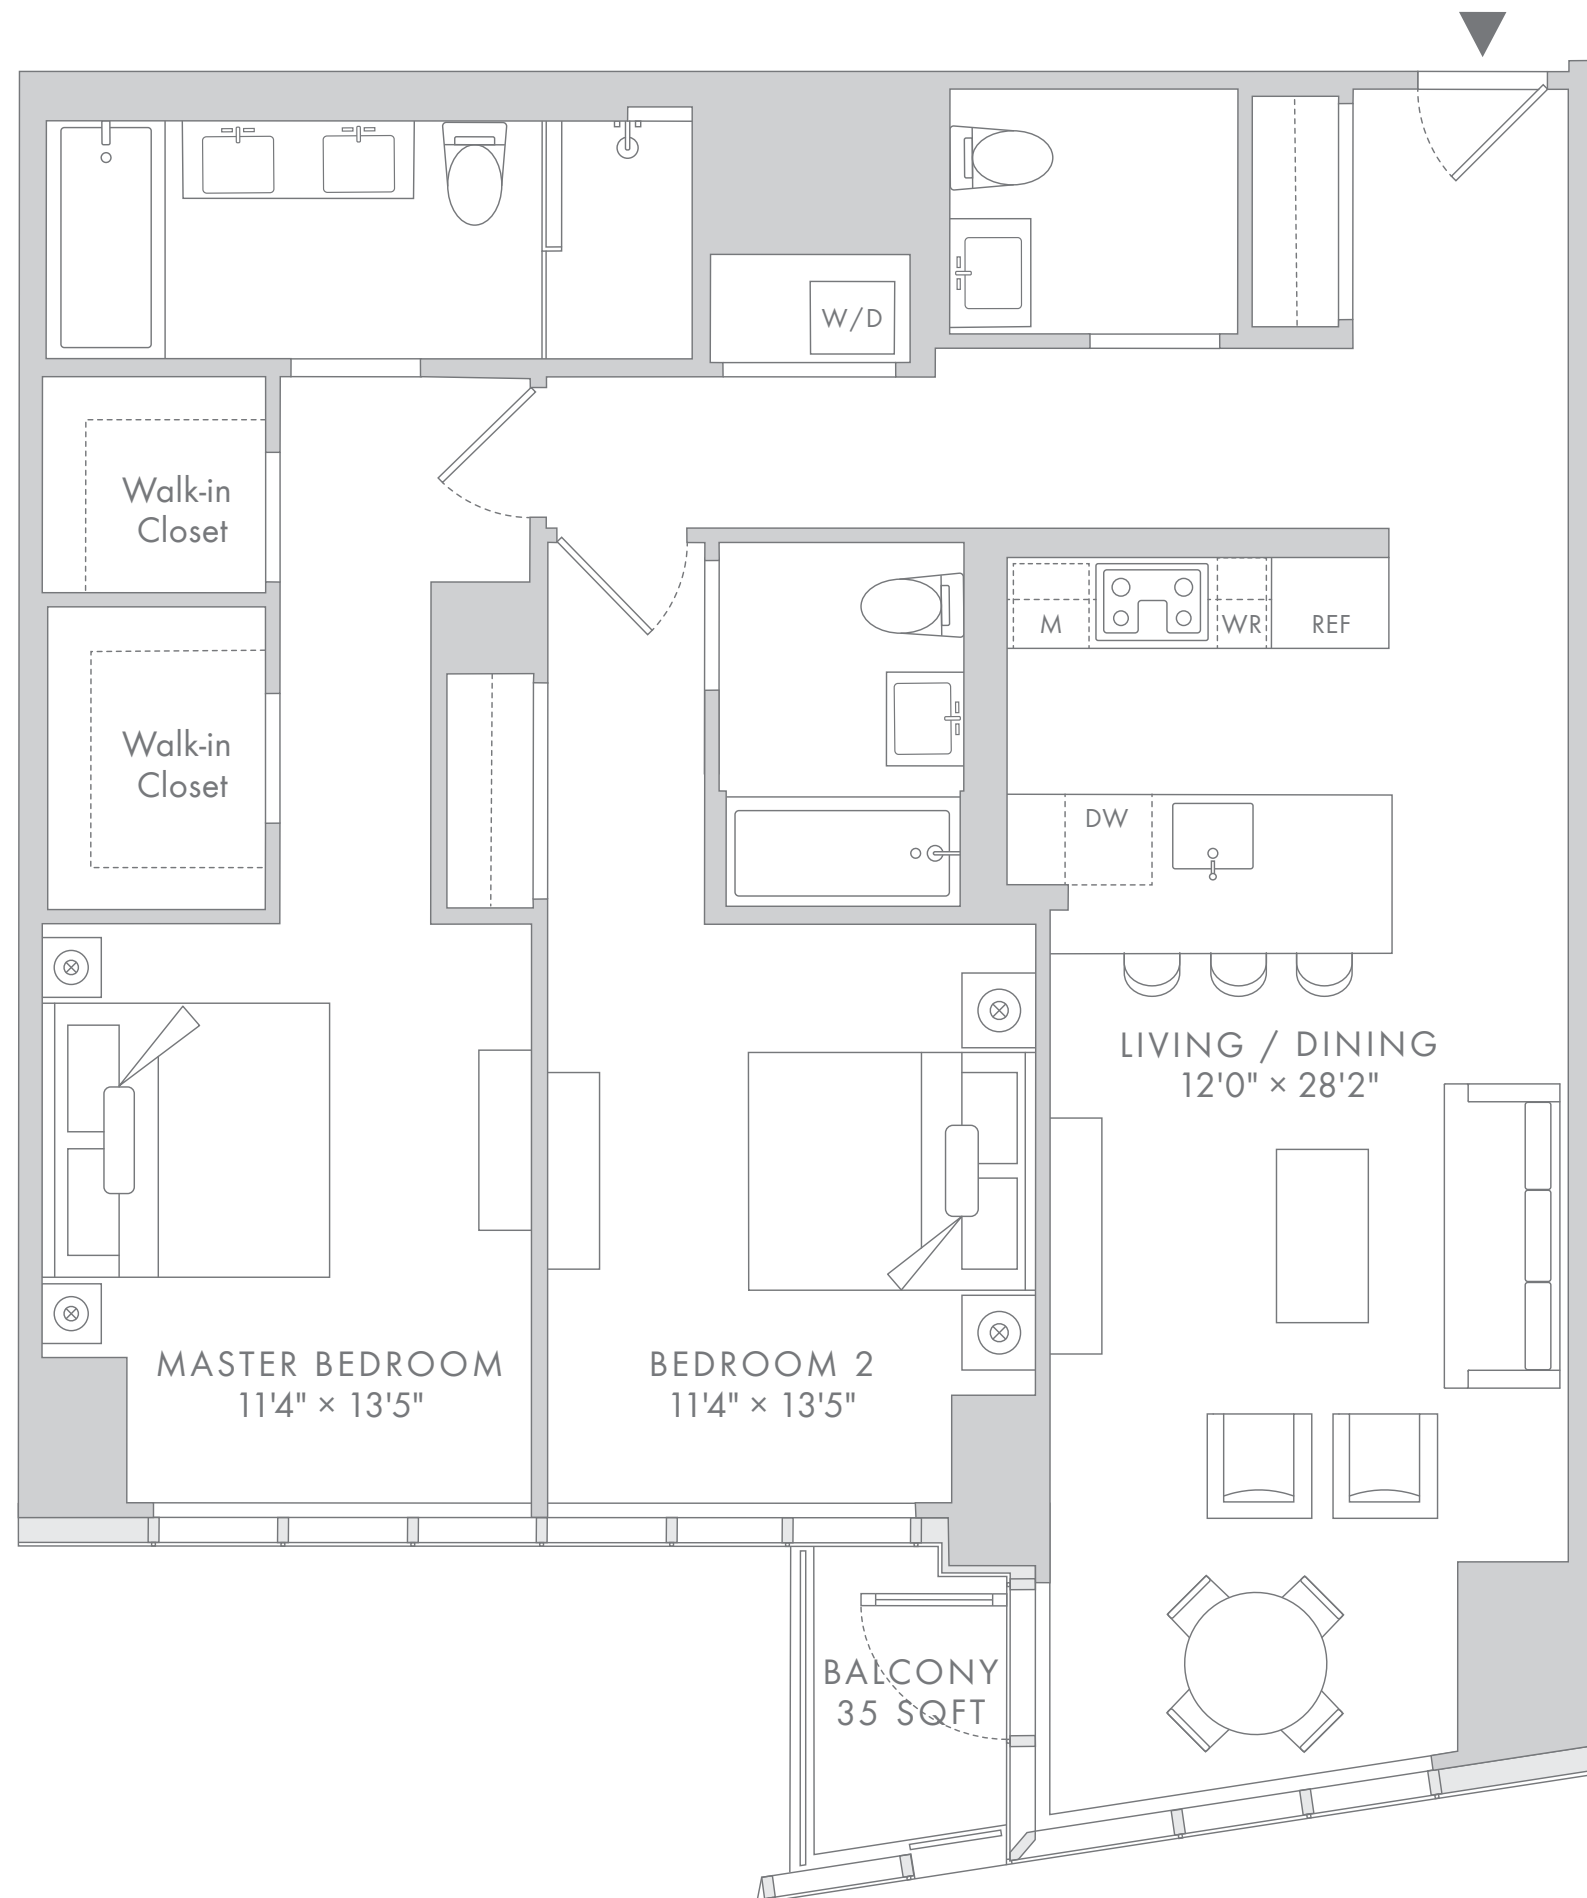 W/D
Walk-in
Closet
M
WR
REF
Walk-in
Closet
DW
LIVING / DINING
12'0" × 28'2"
MASTER BEDROOM
11'4" × 13'5"
BEDROOM 2
11'4" × 13'5"
BALCONY
35 SQFT